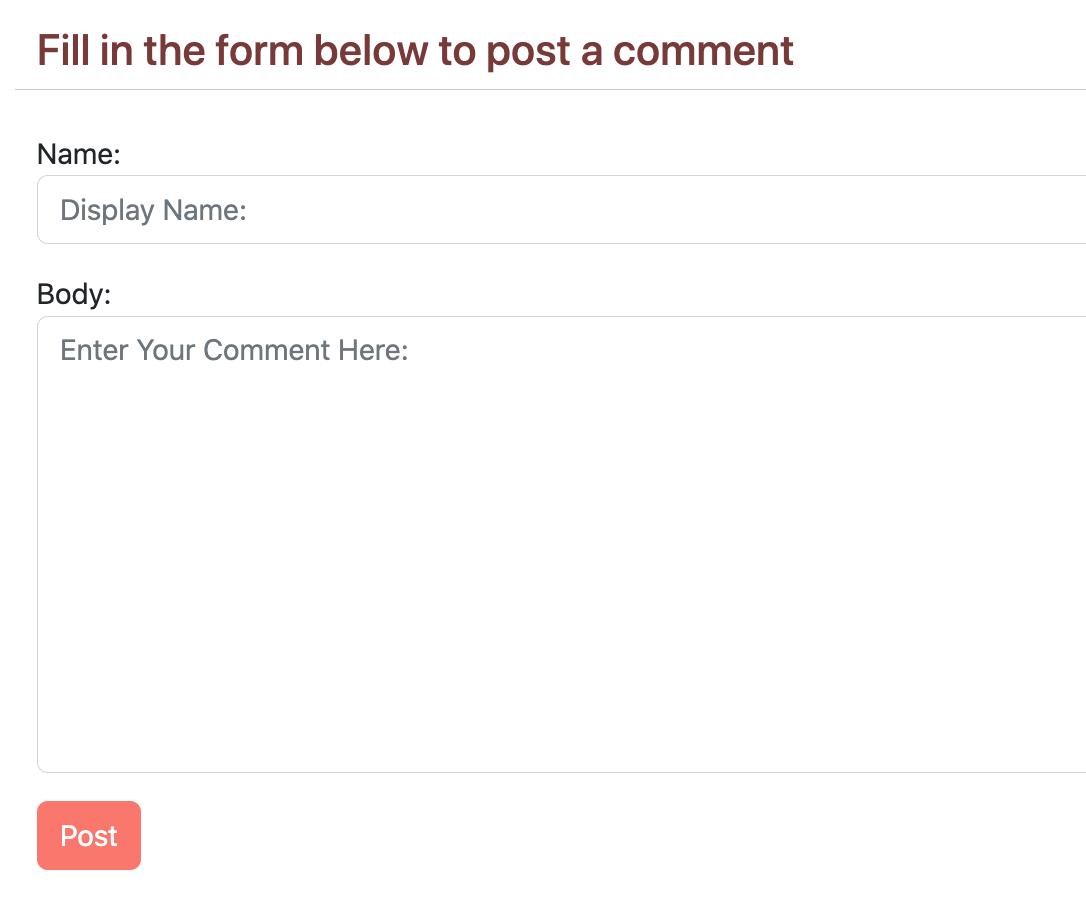 Fill in the form below to post a comment
Name:
Display Name:
Body:
Enter Your Comment Here:
Post